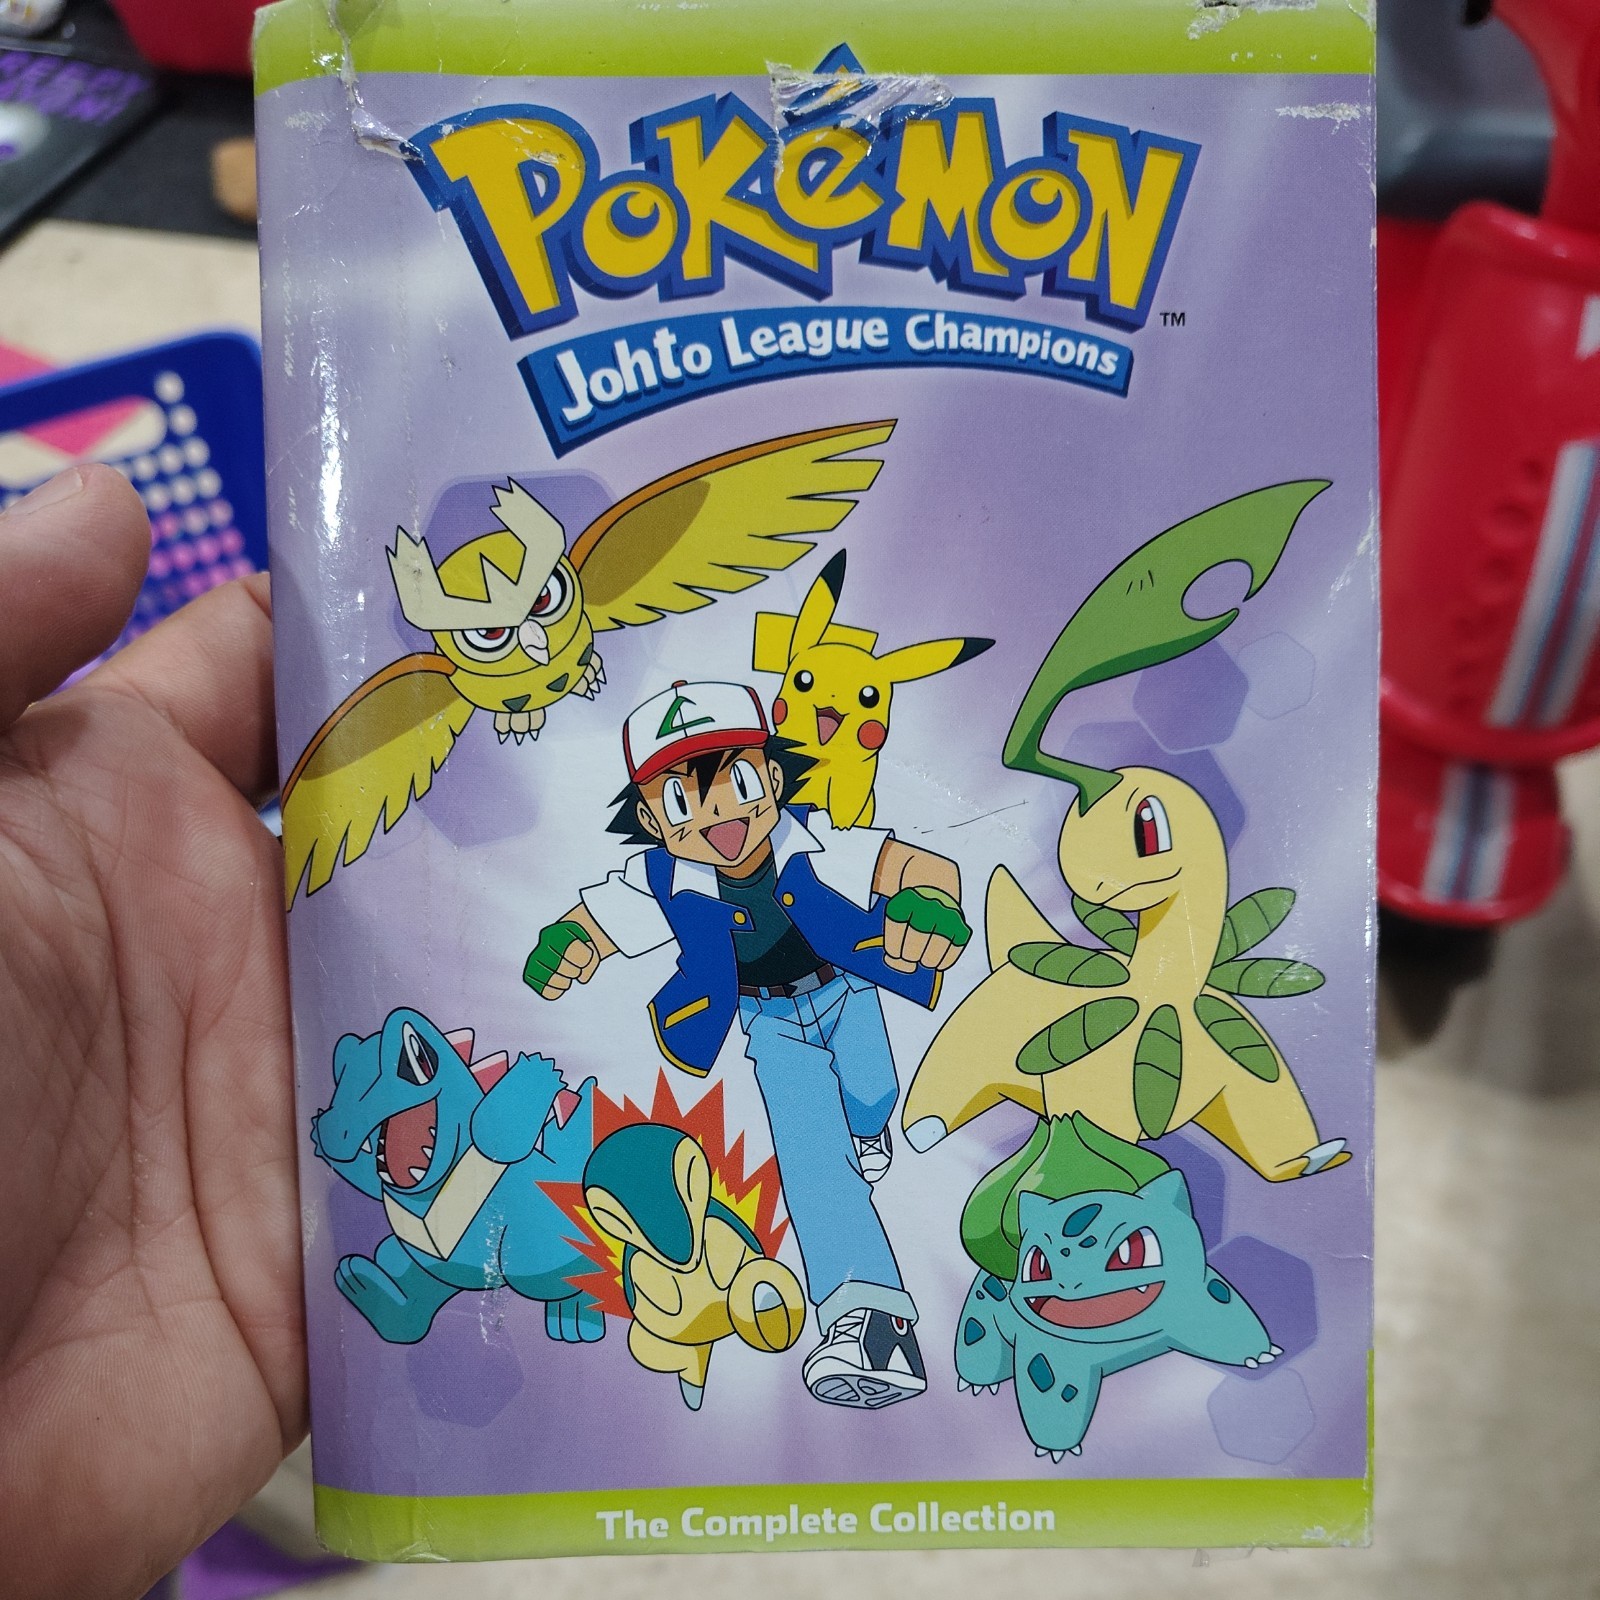 POKéMON
TM
Johto League Champions
The Complete Collection